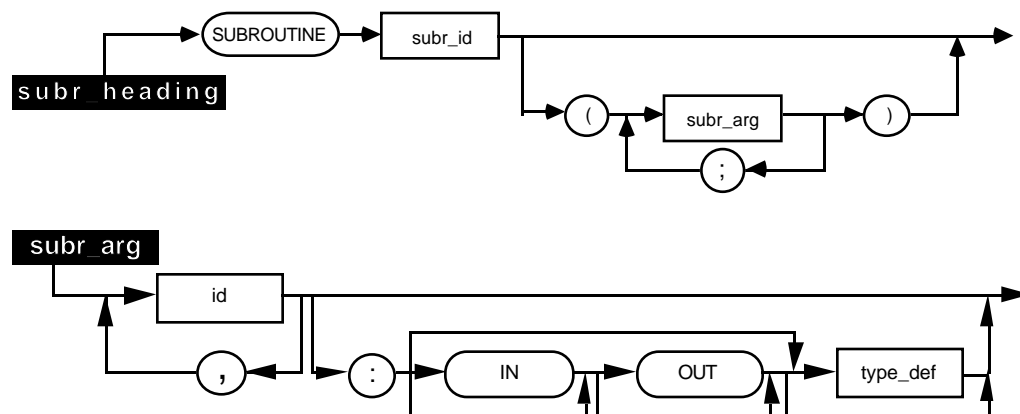 SUBROUTINE subr_id
subr_heading
( subr_arg )
;
subr_arg
id
, : IN OUT type_def